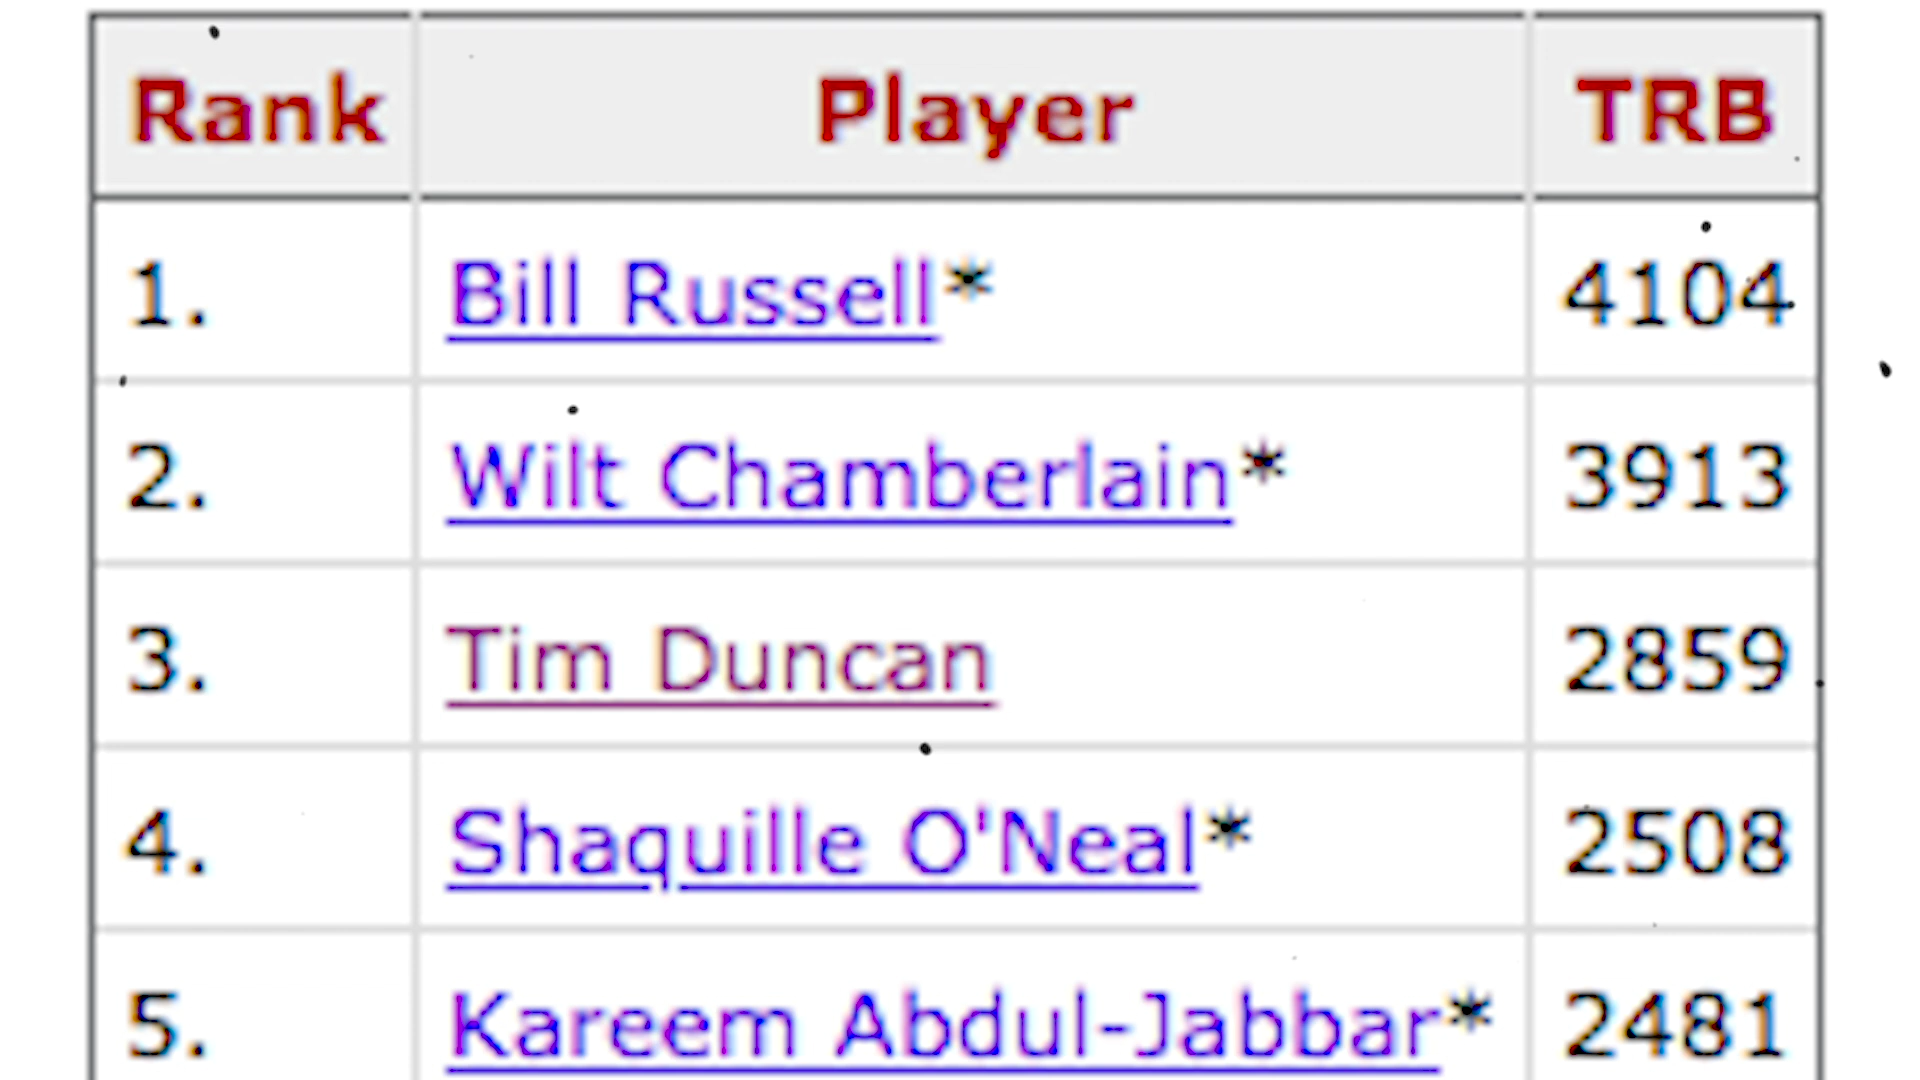 Rank Player TRB
1. Bill Russell* 4104
2. Wilt Chamberlain* 3913
3. Tim Duncan 2859
4. Shaquille O'Neal* 2508
5. Kareem Abdul-Jabbar* 2481